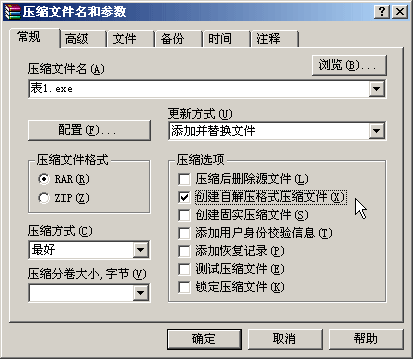 压缩文件名和参数
常规 高级 文件 备份 时间 注释
压缩文件名(A)
浏览(B)...
表1.exe
更新方式(U)
配置(F)...
添加并替换文件
压缩文件格式
压缩选项
RAR(R)
压缩后删除源文件(L)
创建自解压格式压缩文件(X)
ZIP(Z)
创建固实压缩文件(S)
压缩方式(C)
添加用户身份校验信息(T)
最好
添加恢复记录(P)
压缩分卷大小,字节(V)
测试压缩文件(E)
锁定压缩文件(K)
确定 取消 帮助